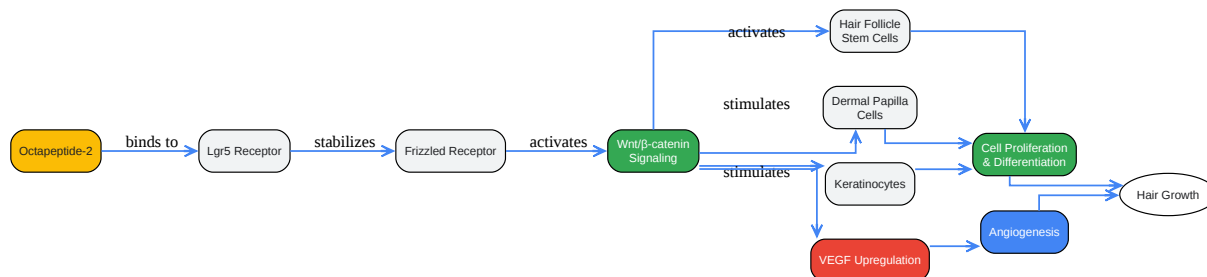 Octapeptide-2
binds to
Lgr5 Receptor
stabilizes
Frizzled Receptor
activates
Wnt/β-catenin
Signaling
activates
Hair Follicle
Stem Cells
stimulates
Dermal Papilla
Cells
stimulates
Keratinocytes
VEGF Upregulation
Cell Proliferation
& Differentiation
Angiogenesis
Hair Growth